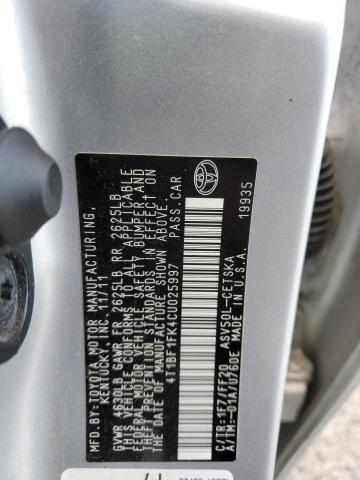 MFD. BY: TOYOTA MOTOR MANUFACTURING,
KENTUCKY, INC. 11/11
GVWR 4630LB GAWR FR 2625LB RR 2625LB
THIS VEHICLE CONFORMS TO ALL APPLICABLE
FEDERAL MOTOR VEHICLE SAFETY, BUMPER, AND
THEFT PREVENTION STANDARDS IN EFFECT ON
THE DATE OF MANUFACTURE SHOWN ABOVE.
4T1BF1FK4CU025997 PASS.CAR
C/TR: 1F7/FF20 ASV50L-CETSKA
A/TR: -01A/U760E
MADE IN U.S.A. 19935